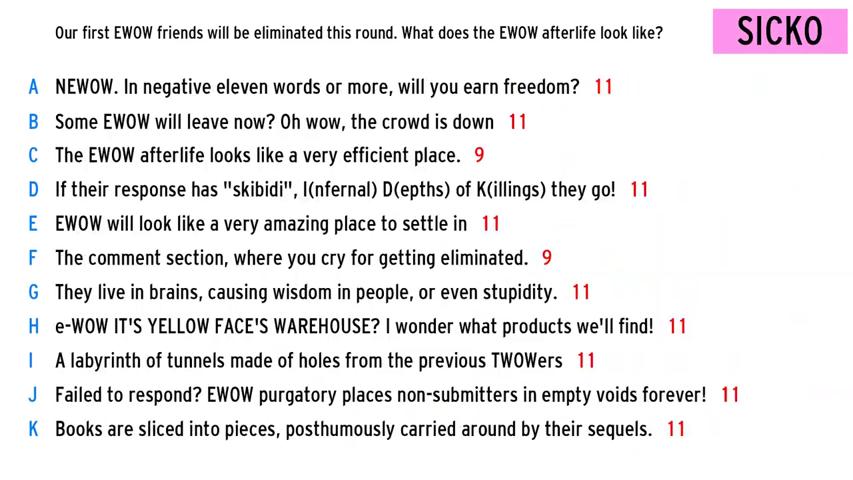 Our first EWOW friends will be eliminated this round. What does the EWOW afterlife look like?
SICKO
A NEWOW. In negative eleven words or more, will you earn freedom? 11
B Some EWOW will leave now? Oh wow, the crowd is down 11
C The EWOW afterlife looks like a very efficient place. 9
D If their response has "skibidi", I(nfernal) D(epths) of K(illings) they go! 11
E EWOW will look like a very amazing place to settle in 11
F The comment section, where you cry for getting eliminated. 9
G They live in brains, causing wisdom in people, or even stupidity. 11
H e-WOW IT'S YELLOW FACE'S WAREHOUSE? I wonder what products we'll find! 11
I A labyrinth of tunnels made of holes from the previous TWOWers 11
J Failed to respond? EWOW purgatory places non-submitters in empty voids forever! 11
K Books are sliced into pieces, posthumously carried around by their sequels. 11